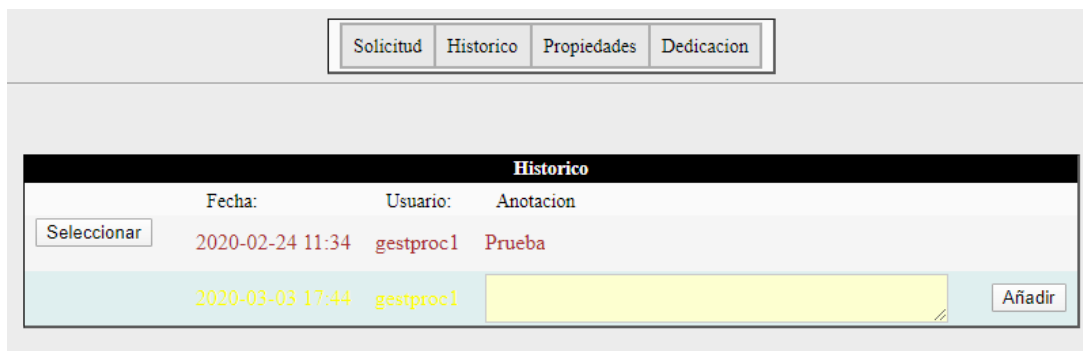 Solicitud Historico Propiedades Dedicacion
Historico
Fecha: Usuario: Anotacion
Seleccionar 2020-02-24 11:34 gestproc1 Prueba
2020-03-03 17:44 gestproc1 Añadir